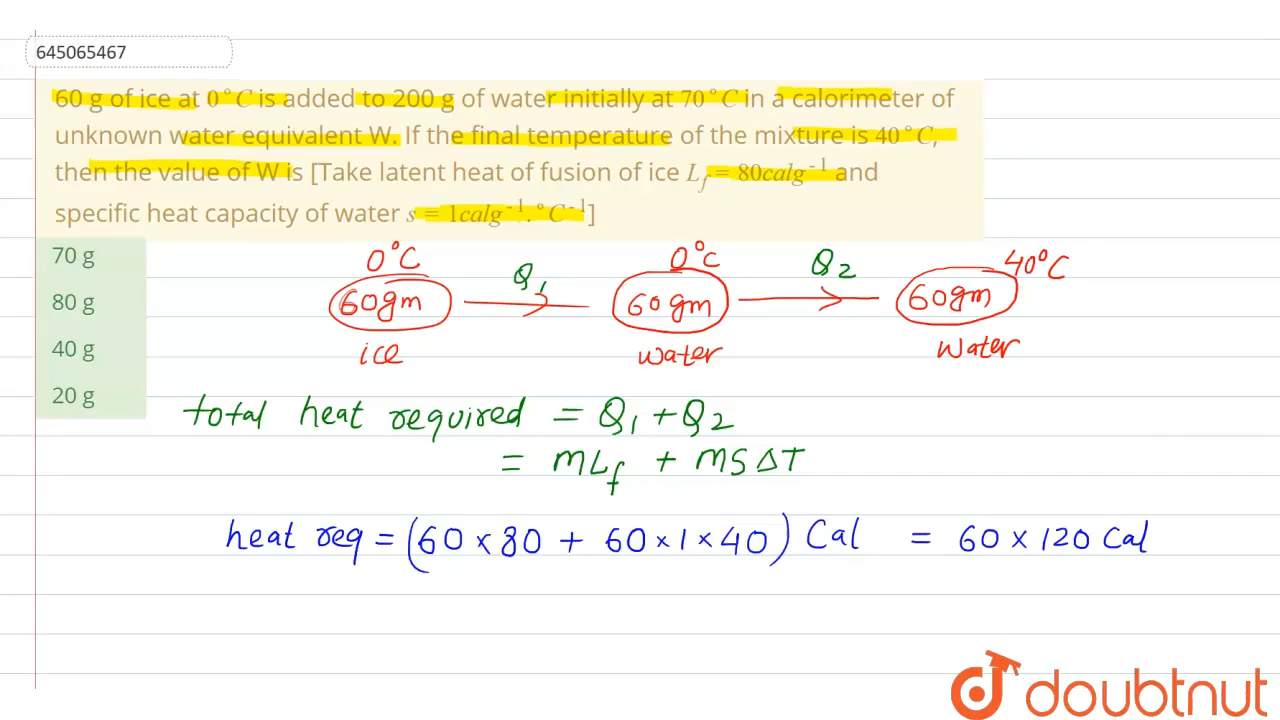 645065467
60 g of ice at 0°C is added to 200 g of water initially at 70°C in a calorimeter of
unknown water equivalent W. If the final temperature of the mixture is 40°C,
then the value of W is [Take latent heat of fusion of ice L_f = 80calg⁻¹ and
specific heat capacity of water s = 1calg⁻¹.°C⁻¹]
70 g
80 g
40 g
20 g
0°C Q₁ 0°C Q₂ 40°C
60gm 60gm 60gm
ice water water
total heat required = Q₁ + Q₂
= mL_f + MSΔT
heat req = (60 × 80 + 60 × 1 × 40) Cal = 60 × 120 Cal
doubtnut